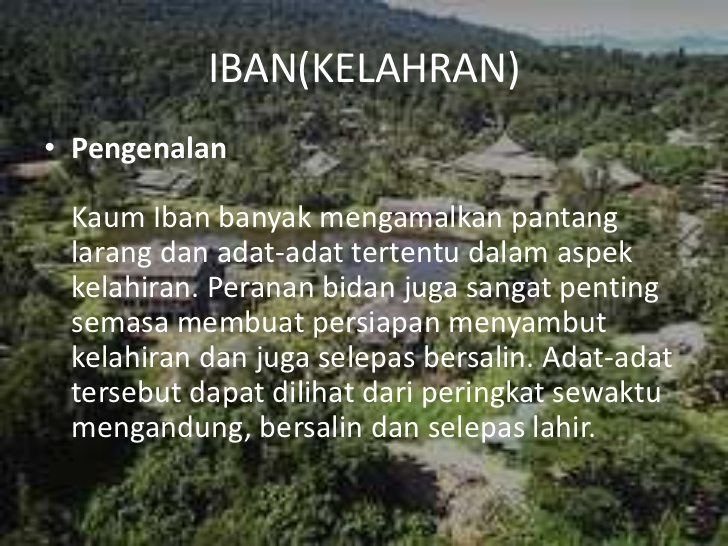 IBAN(KELAHRAN)
• Pengenalan
Kaum Iban banyak mengamalkan pantang
larang dan adat-adat tertentu dalam aspek
kelahiran. Peranan bidan juga sangat penting
semasa membuat persiapan menyambut
kelahiran dan juga selepas bersalin. Adat-adat
tersebut dapat dilihat dari peringkat sewaktu
mengandung, bersalin dan selepas lahir.